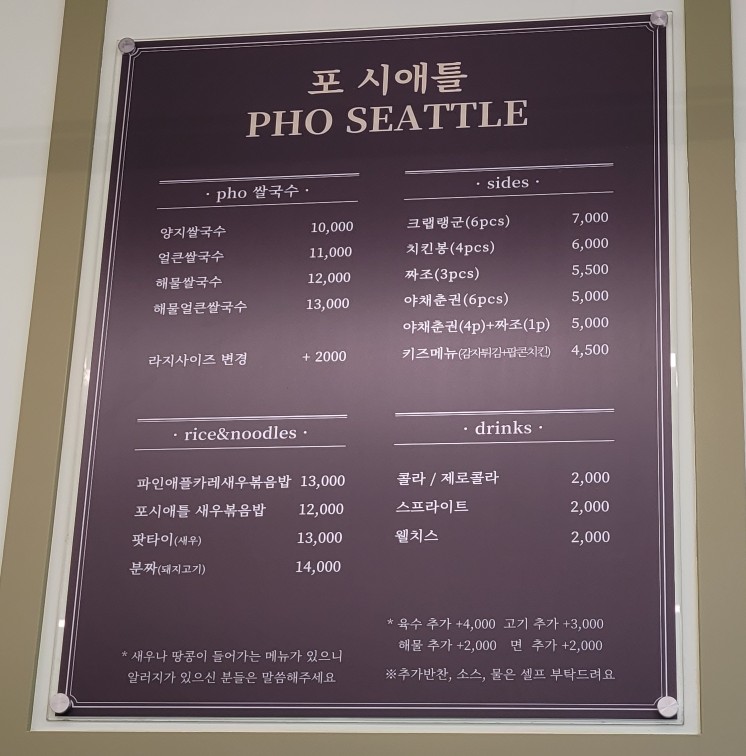 포 시애틀
PHO SEATTLE
· pho 쌀국수 ·
양지쌀국수 10,000
얼큰쌀국수 11,000
해물쌀국수 12,000
해물얼큰쌀국수 13,000
라지사이즈 변경 + 2000
· sides ·
크랩랭군(6pcs) 7,000
치킨봉(4pcs) 6,000
짜조(3pcs) 5,500
야채춘권(6pcs) 5,000
야채춘권(4p)+짜조(1p) 5,000
키즈메뉴(감자튀김+팝콘치킨) 4,500
· rice&noodles ·
파인애플카레새우볶음밥 13,000
포시애틀 새우볶음밥 12,000
팟타이(새우) 13,000
분짜(돼지고기) 14,000
* 새우나 땅콩이 들어가는 메뉴가 있으니
알러지가 있으신 분들은 말씀해주세요
· drinks ·
콜라 / 제로콜라 2,000
스프라이트 2,000
웰치스 2,000
* 육수 추가 +4,000 고기 추가 +3,000
해물 추가 +2,000 면 추가 +2,000
※추가반찬, 소스, 물은 셀프 부탁드려요